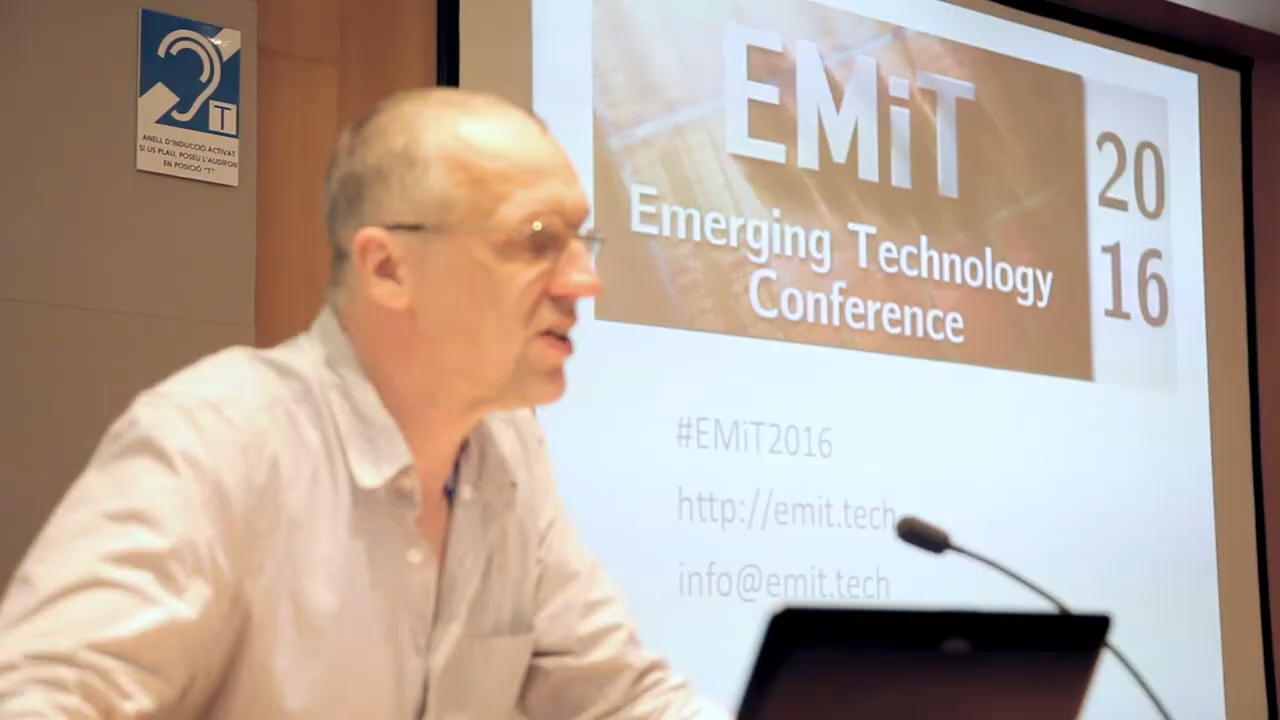 T
ANELL D'INDUCCIÓ ACTIVAT
SI US PLAU, POSEU L'AUDÍFON
EN POSICIÓ "T"
EMiT
Emerging Technology
Conference
20
16
#EMiT2016
http://emit.tech
info@emit.tech